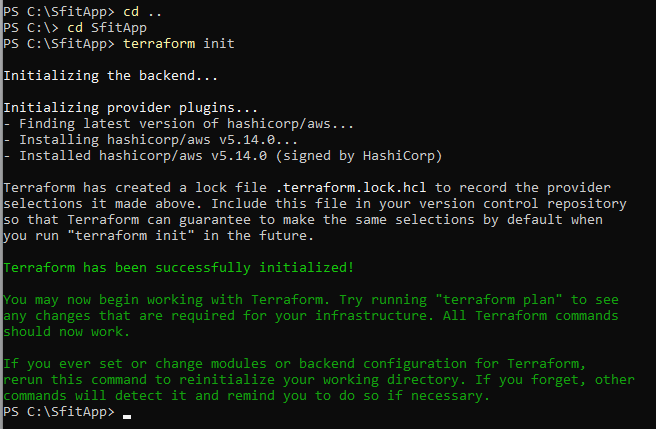 PS C:\SfitApp> cd ..
PS C:\> cd SfitApp
PS C:\SfitApp> terraform init
Initializing the backend...
Initializing provider plugins...
- Finding latest version of hashicorp/aws...
- Installing hashicorp/aws v5.14.0...
- Installed hashicorp/aws v5.14.0 (signed by HashiCorp)
Terraform has created a lock file .terraform.lock.hcl to record the provider
selections it made above. Include this file in your version control repository
so that Terraform can guarantee to make the same selections by default when
you run "terraform init" in the future.
Terraform has been successfully initialized!
You may now begin working with Terraform. Try running "terraform plan" to see
any changes that are required for your infrastructure. All Terraform commands
should now work.
If you ever set or change modules or backend configuration for Terraform,
rerun this command to reinitialize your working directory. If you forget, other
commands will detect it and remind you to do so if necessary.
PS C:\SfitApp>